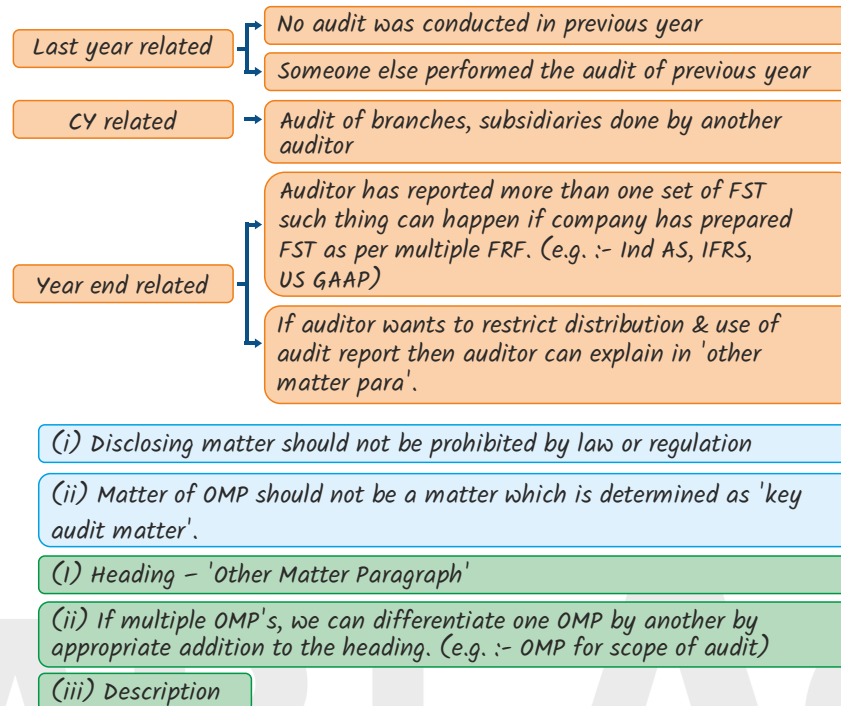 Last year related
No audit was conducted in previous year
Someone else performed the audit of previous year
CY related
Audit of branches, subsidiaries done by another
auditor
Year end related
Auditor has reported more than one set of FST
such thing can happen if company has prepared
FST as per multiple FRF. (e.g. :- Ind AS, IFRS,
US GAAP)
If auditor wants to restrict distribution & use of
audit report then auditor can explain in 'other
matter para'.
(i) Disclosing matter should not be prohibited by law or regulation
(ii) Matter of OMP should not be a matter which is determined as 'key
audit matter'.
(I) Heading – 'Other Matter Paragraph'
(ii) If multiple OMP's, we can differentiate one OMP by another by
appropriate addition to the heading. (e.g. :- OMP for scope of audit)
(iii) Description